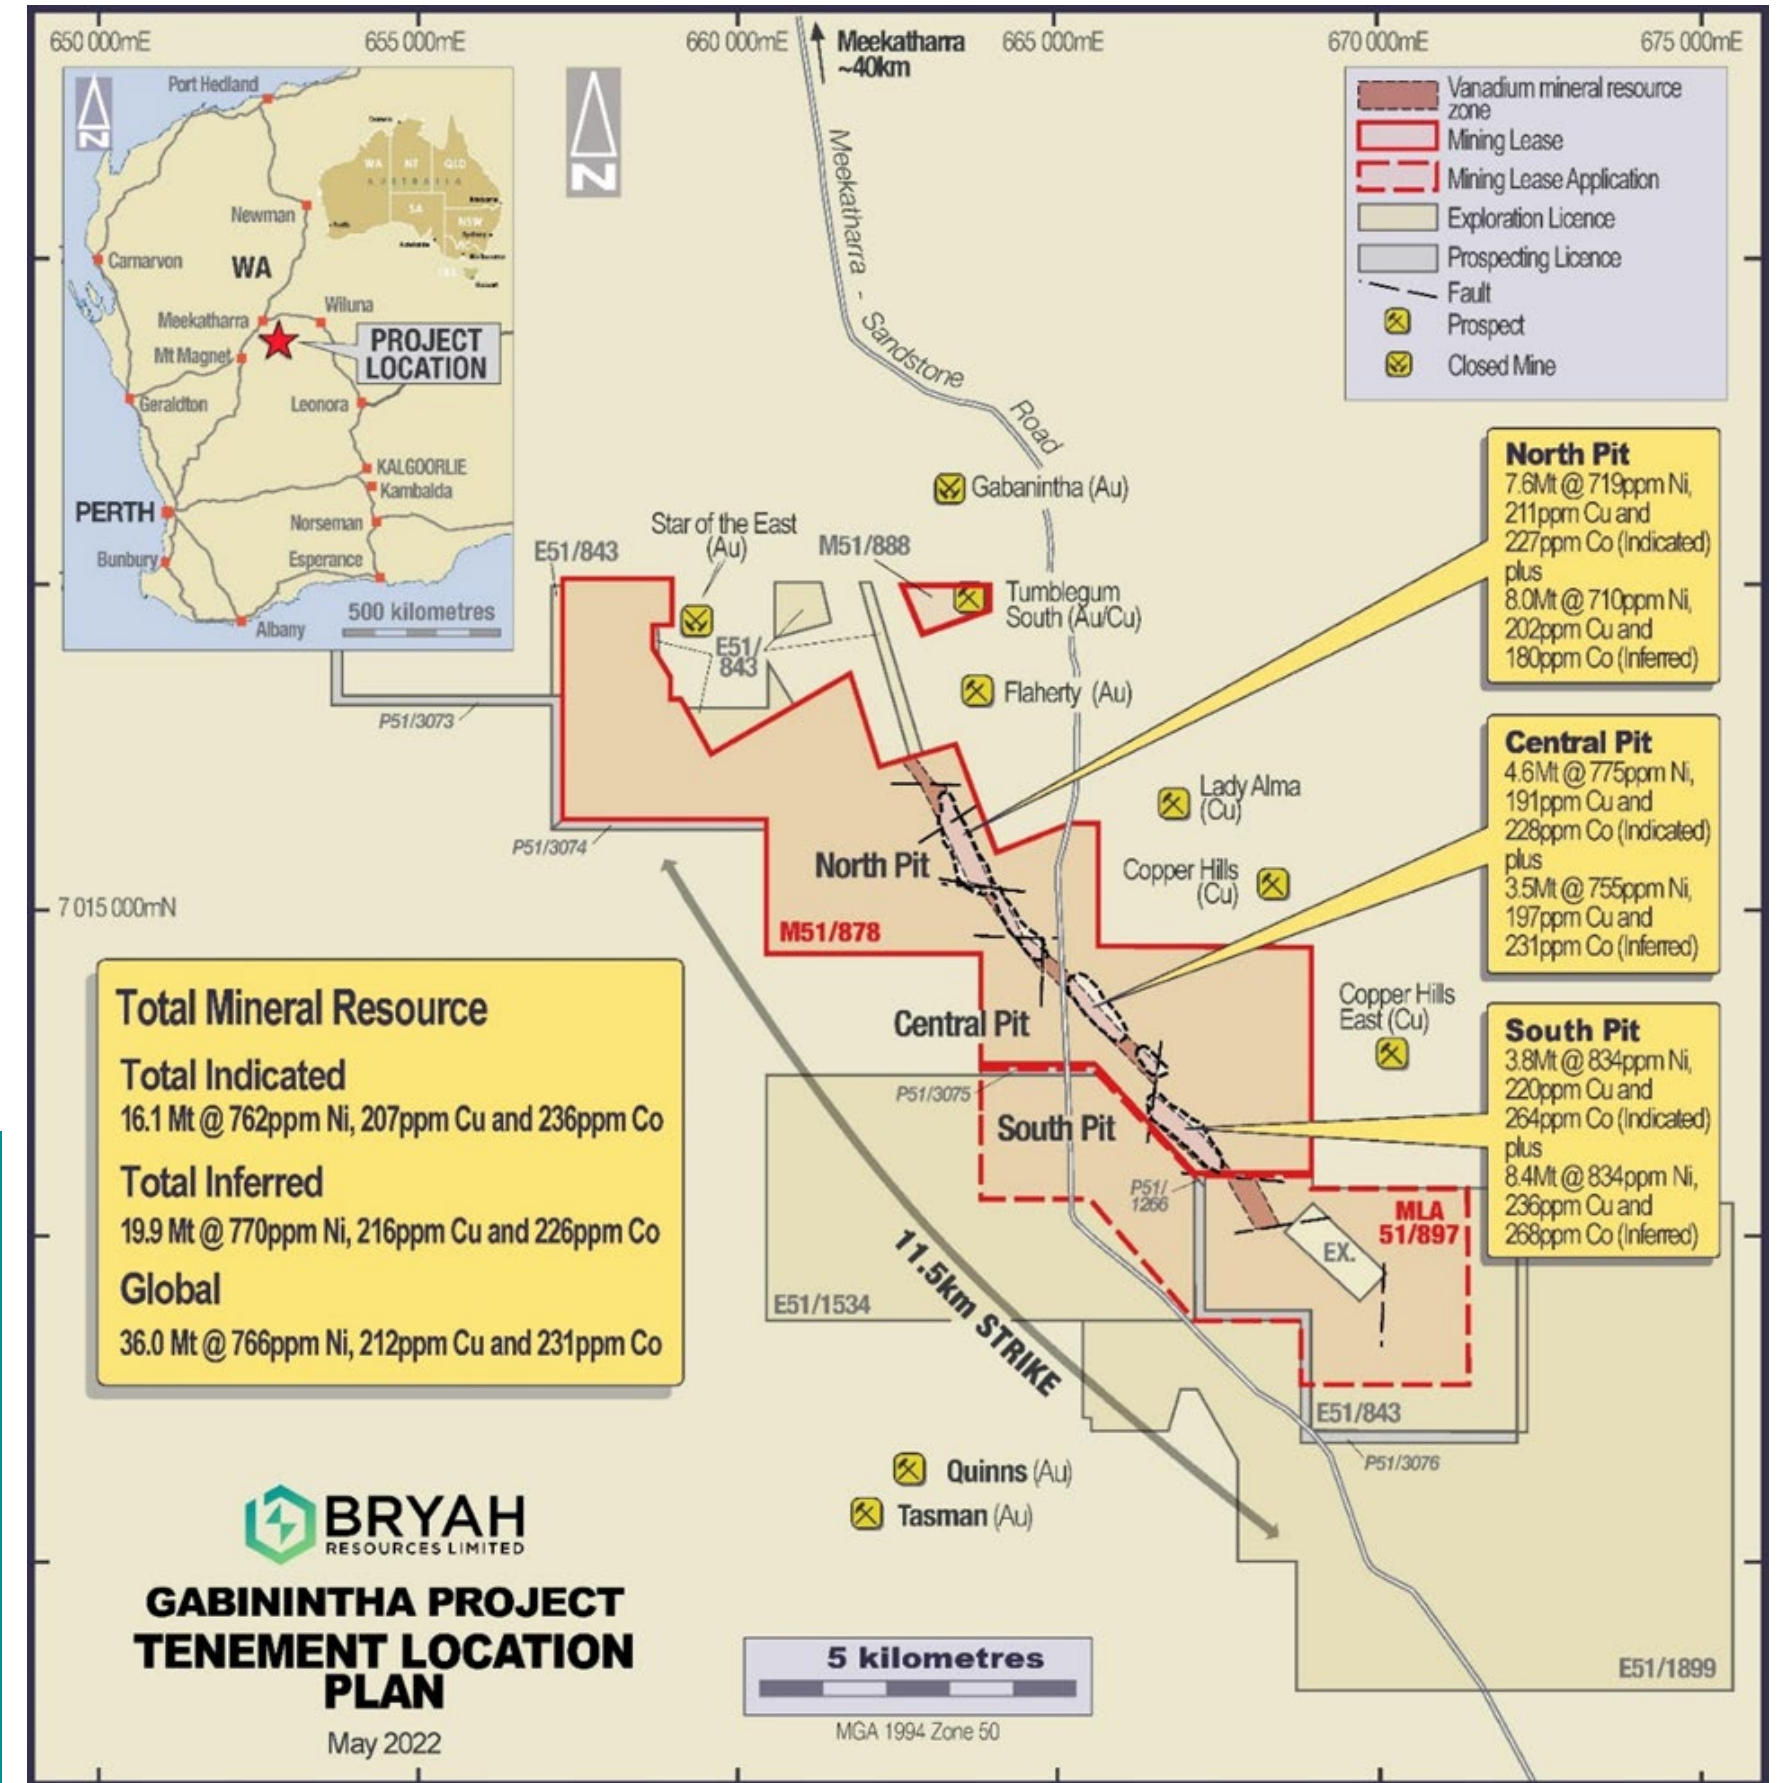 650 000mE
655 000mE
660 000mE
665 000mE
670 000mE
675 000mE
Meekatharra
~40km
Meekatharra - Sandstone Road
N
Port Hedland
Newman
Carnarvon
WA
Wiluna
Meekatharra
Mt Magnet
PROJECT
LOCATION
Geraldton
Leonora
KALGOORLIE
Kambalda
PERTH
Norseman
Bunbury
Esperance
Albany
500 kilometres
WA
NT
QLD
AUSTRALIA
SA
NSW
N
Vanadium mineral resource
zone
Mining Lease
Mining Lease Application
Exploration Licence
Prospecting Licence
Fault
Prospect
Closed Mine
Gabanintha (Au)
Star of the East
(Au)
E51/843
M51/888
Tumblegum
South (Au/Cu)
E51/
843
Flaherty (Au)
P51/3073
Lady Alma
(Cu)
P51/3074
North Pit
Copper Hills
(Cu)
7 015 000mN
M51/878
Central Pit
Copper Hills
East (Cu)
P51/3075
South Pit
P51/
1266
MLA
51/897
EX.
E51/1534
11.5km STRIKE
E51/843
P51/3076
Quinns (Au)
Tasman (Au)
E51/1899
North Pit
7.6Mt @ 719ppm Ni,
211ppm Cu and
227ppm Co (Indicated)
plus
8.0Mt @ 710ppm Ni,
202ppm Cu and
180ppm Co (Inferred)
Central Pit
4.6Mt @ 775ppm Ni,
191ppm Cu and
228ppm Co (Indicated)
plus
3.5Mt @ 755ppm Ni,
197ppm Cu and
231ppm Co (Inferred)
South Pit
3.8Mt @ 834ppm Ni,
220ppm Cu and
264ppm Co (Indicated)
plus
8.4Mt @ 834ppm Ni,
236ppm Cu and
268ppm Co (Inferred)
Total Mineral Resource
Total Indicated
16.1 Mt @ 762ppm Ni, 207ppm Cu and 236ppm Co
Total Inferred
19.9 Mt @ 770ppm Ni, 216ppm Cu and 226ppm Co
Global
36.0 Mt @ 766ppm Ni, 212ppm Cu and 231ppm Co
BRYAH
RESOURCES LIMITED
GABININTHA PROJECT
TENEMENT LOCATION
PLAN
May 2022
5 kilometres
MGA 1994 Zone 50